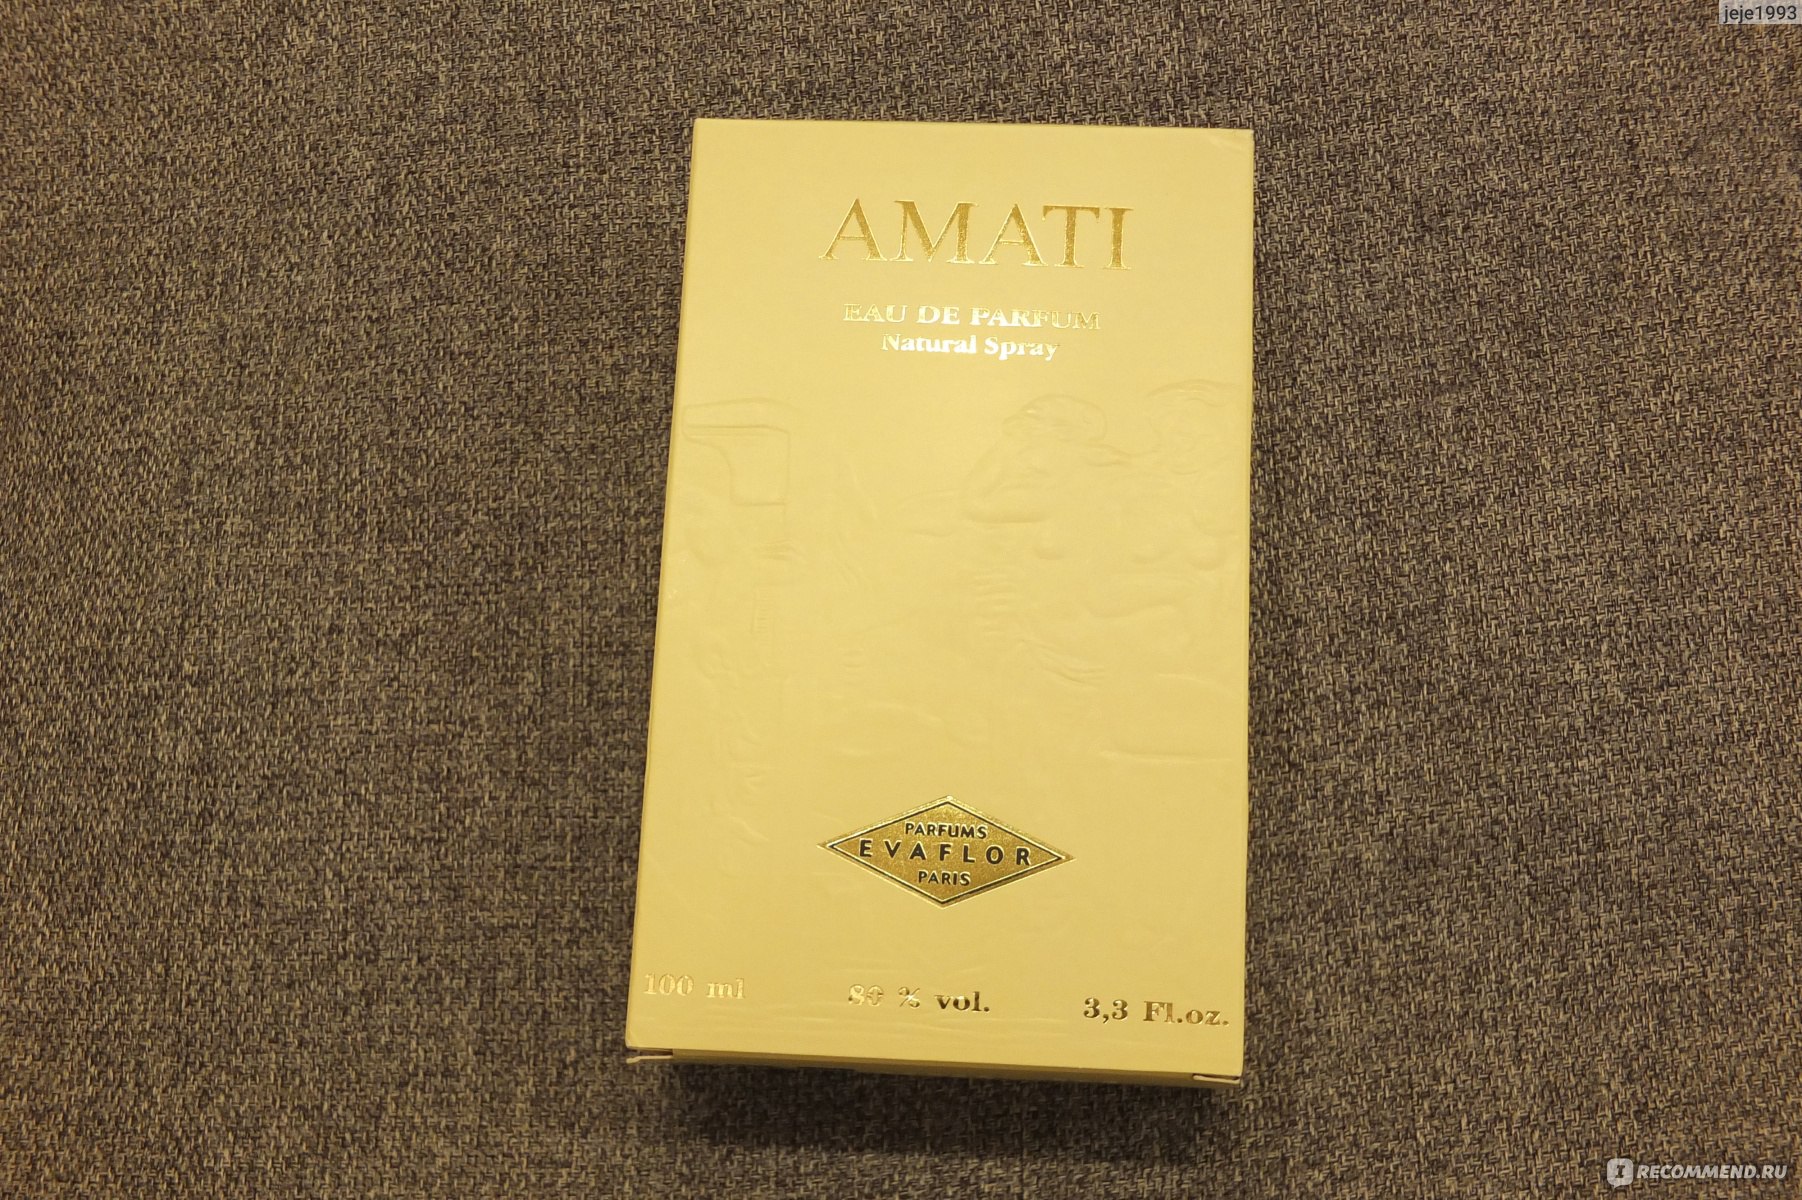 jeje1993
AMATI
EAU DE PARFUM
Natural Spray
PARFUMS
EVAFLOR
PARIS
100 ml 80 % vol. 3,3 Fl.oz.
RECOMMEND.RU